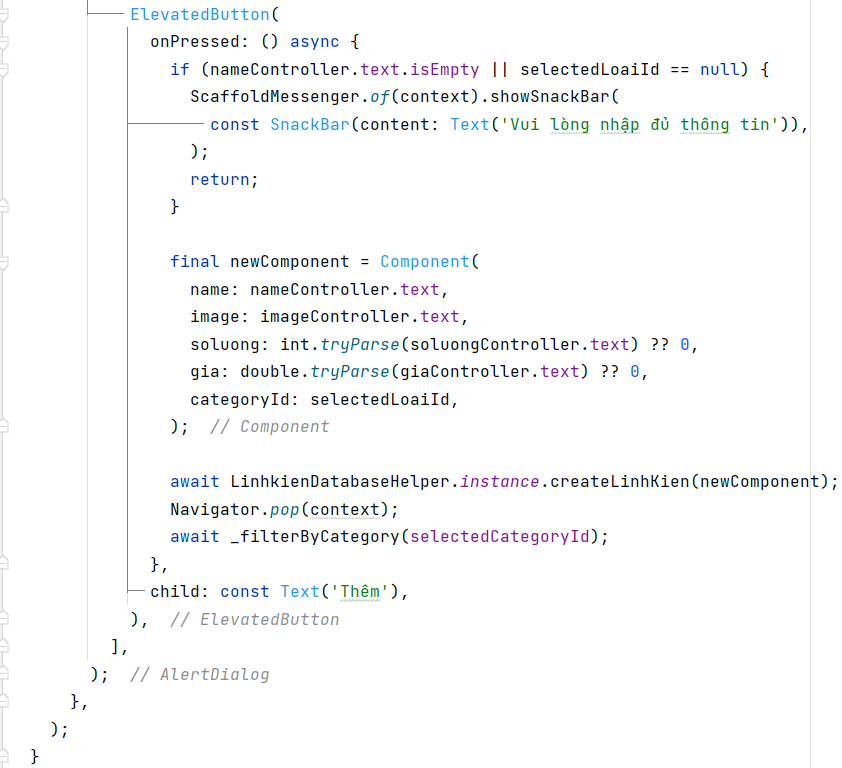 ElevatedButton(
onPressed: () async {
if (nameController.text.isEmpty || selectedLoaiId == null) {
ScaffoldMessenger.of(context).showSnackBar(
const SnackBar(content: Text('Vui lòng nhập đủ thông tin')),
);
return;
}
final newComponent = Component(
name: nameController.text,
image: imageController.text,
soluong: int.tryParse(soluongController.text) ?? 0,
gia: double.tryParse(giaController.text) ?? 0,
categoryId: selectedLoaiId,
); // Component
await LinhkienDatabaseHelper.instance.createLinhKien(newComponent);
Navigator.pop(context);
await _filterByCategory(selectedCategoryId);
},
child: const Text('Thêm'),
), // ElevatedButton
],
); // AlertDialog
},
);
}